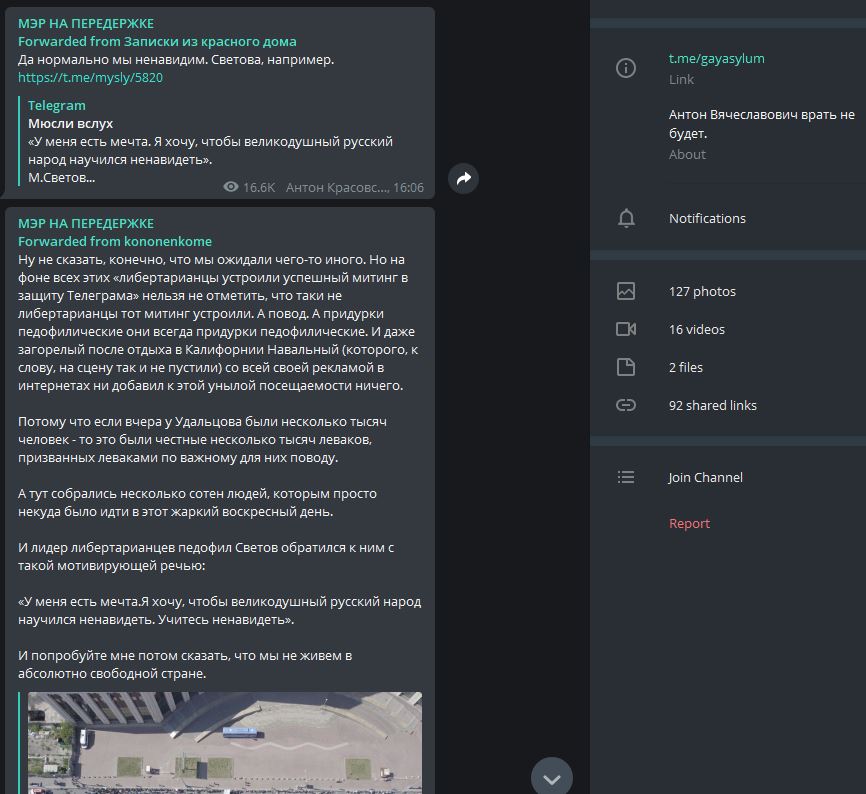 МЭР НА ПЕРЕДЕРЖКЕ
Forwarded from Записки из красного дома
Да нормально мы ненавидим. Светова, например.
https://t.me/mysly/5820
Telegram
Мюсли вслух
«У меня есть мечта. Я хочу, чтобы великодушный русский
народ научился ненавидеть».
М.Светов...
16.6K Антон Красовс..., 16:06
МЭР НА ПЕРЕДЕРЖКЕ
Forwarded from kononenkome
Ну не сказать, конечно, что мы ожидали чего-то иного. Но на
фоне всех этих «либертарианцы устроили успешный митинг в
защиту Телеграма» нельзя не отметить, что таки не
либертарианцы тот митинг устроили. А повод. А придурки
педофилические они всегда придурки педофилические. И даже
загорелый после отдыха в Калифорнии Навальный (которого, к
слову, на сцену так и не пустили) со всей своей рекламой в
интернетах ни добавил к этой унылой посещаемости ничего.
Потому что если вчера у Удальцова были несколько тысяч
человек - то это были честные несколько тысяч леваков,
призванных леваками по важному для них поводу.
А тут собрались несколько сотен людей, которым просто
некуда было идти в этот жаркий воскресный день.
И лидер либертарианцев педофил Светов обратился к ним с
такой мотивирующей речью:
«У меня есть мечта.Я хочу, чтобы великодушный русский народ
научился ненавидеть. Учитесь ненавидеть».
И попробуйте мне потом сказать, что мы не живем в
абсолютно свободной стране.
t.me/gayasylum
Link
Антон Вячеславович врать не
будет.
About
Notifications
127 photos
16 videos
2 files
92 shared links
Join Channel
Report